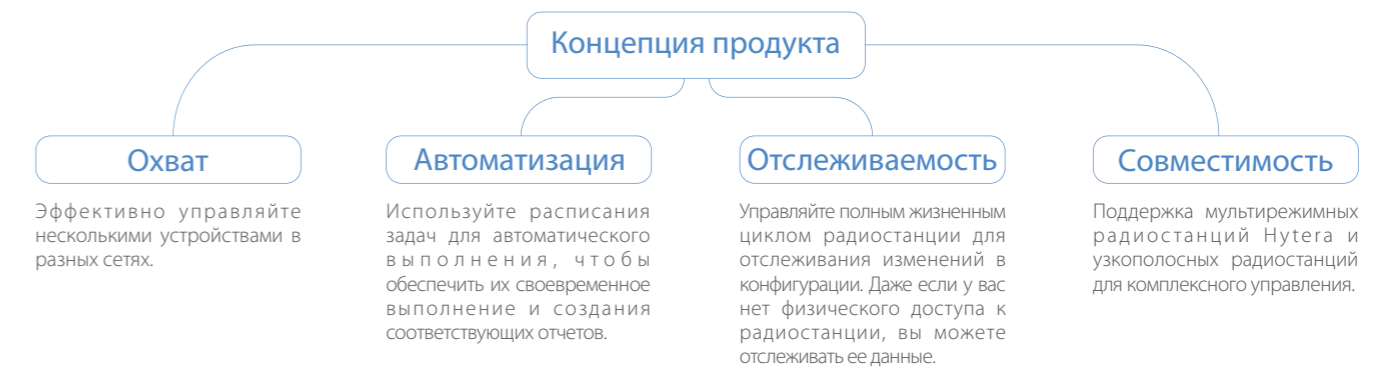 Концепция продукта
Охват
Эффективно управляйте
несколькими устройствами в
разных сетях.
Автоматизация
Используйте расписания
задач для автоматического
выполнения, чтобы
обеспечить их своевременное
выполнение и создания
соответствующих отчетов.
Отслеживаемость
Управляйте полным жизненным
циклом радиостанции для
отслеживания изменений в
конфигурации. Даже если у вас
нет физического доступа к
радиостанции, вы можете
отслеживать ее данные.
Совместимость
Поддержка мультирежимных
радиостанций Hytera и
узкополосных радиостанций
для комплексного управления.